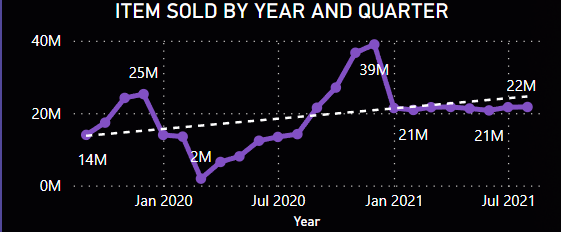 ITEM SOLD BY YEAR AND QUARTER
40M
39M
25M
22M
20M
21M
21M
14M
2M
0M
Jan 2020
Jul 2020
Jan 2021
Jul 2021
Year